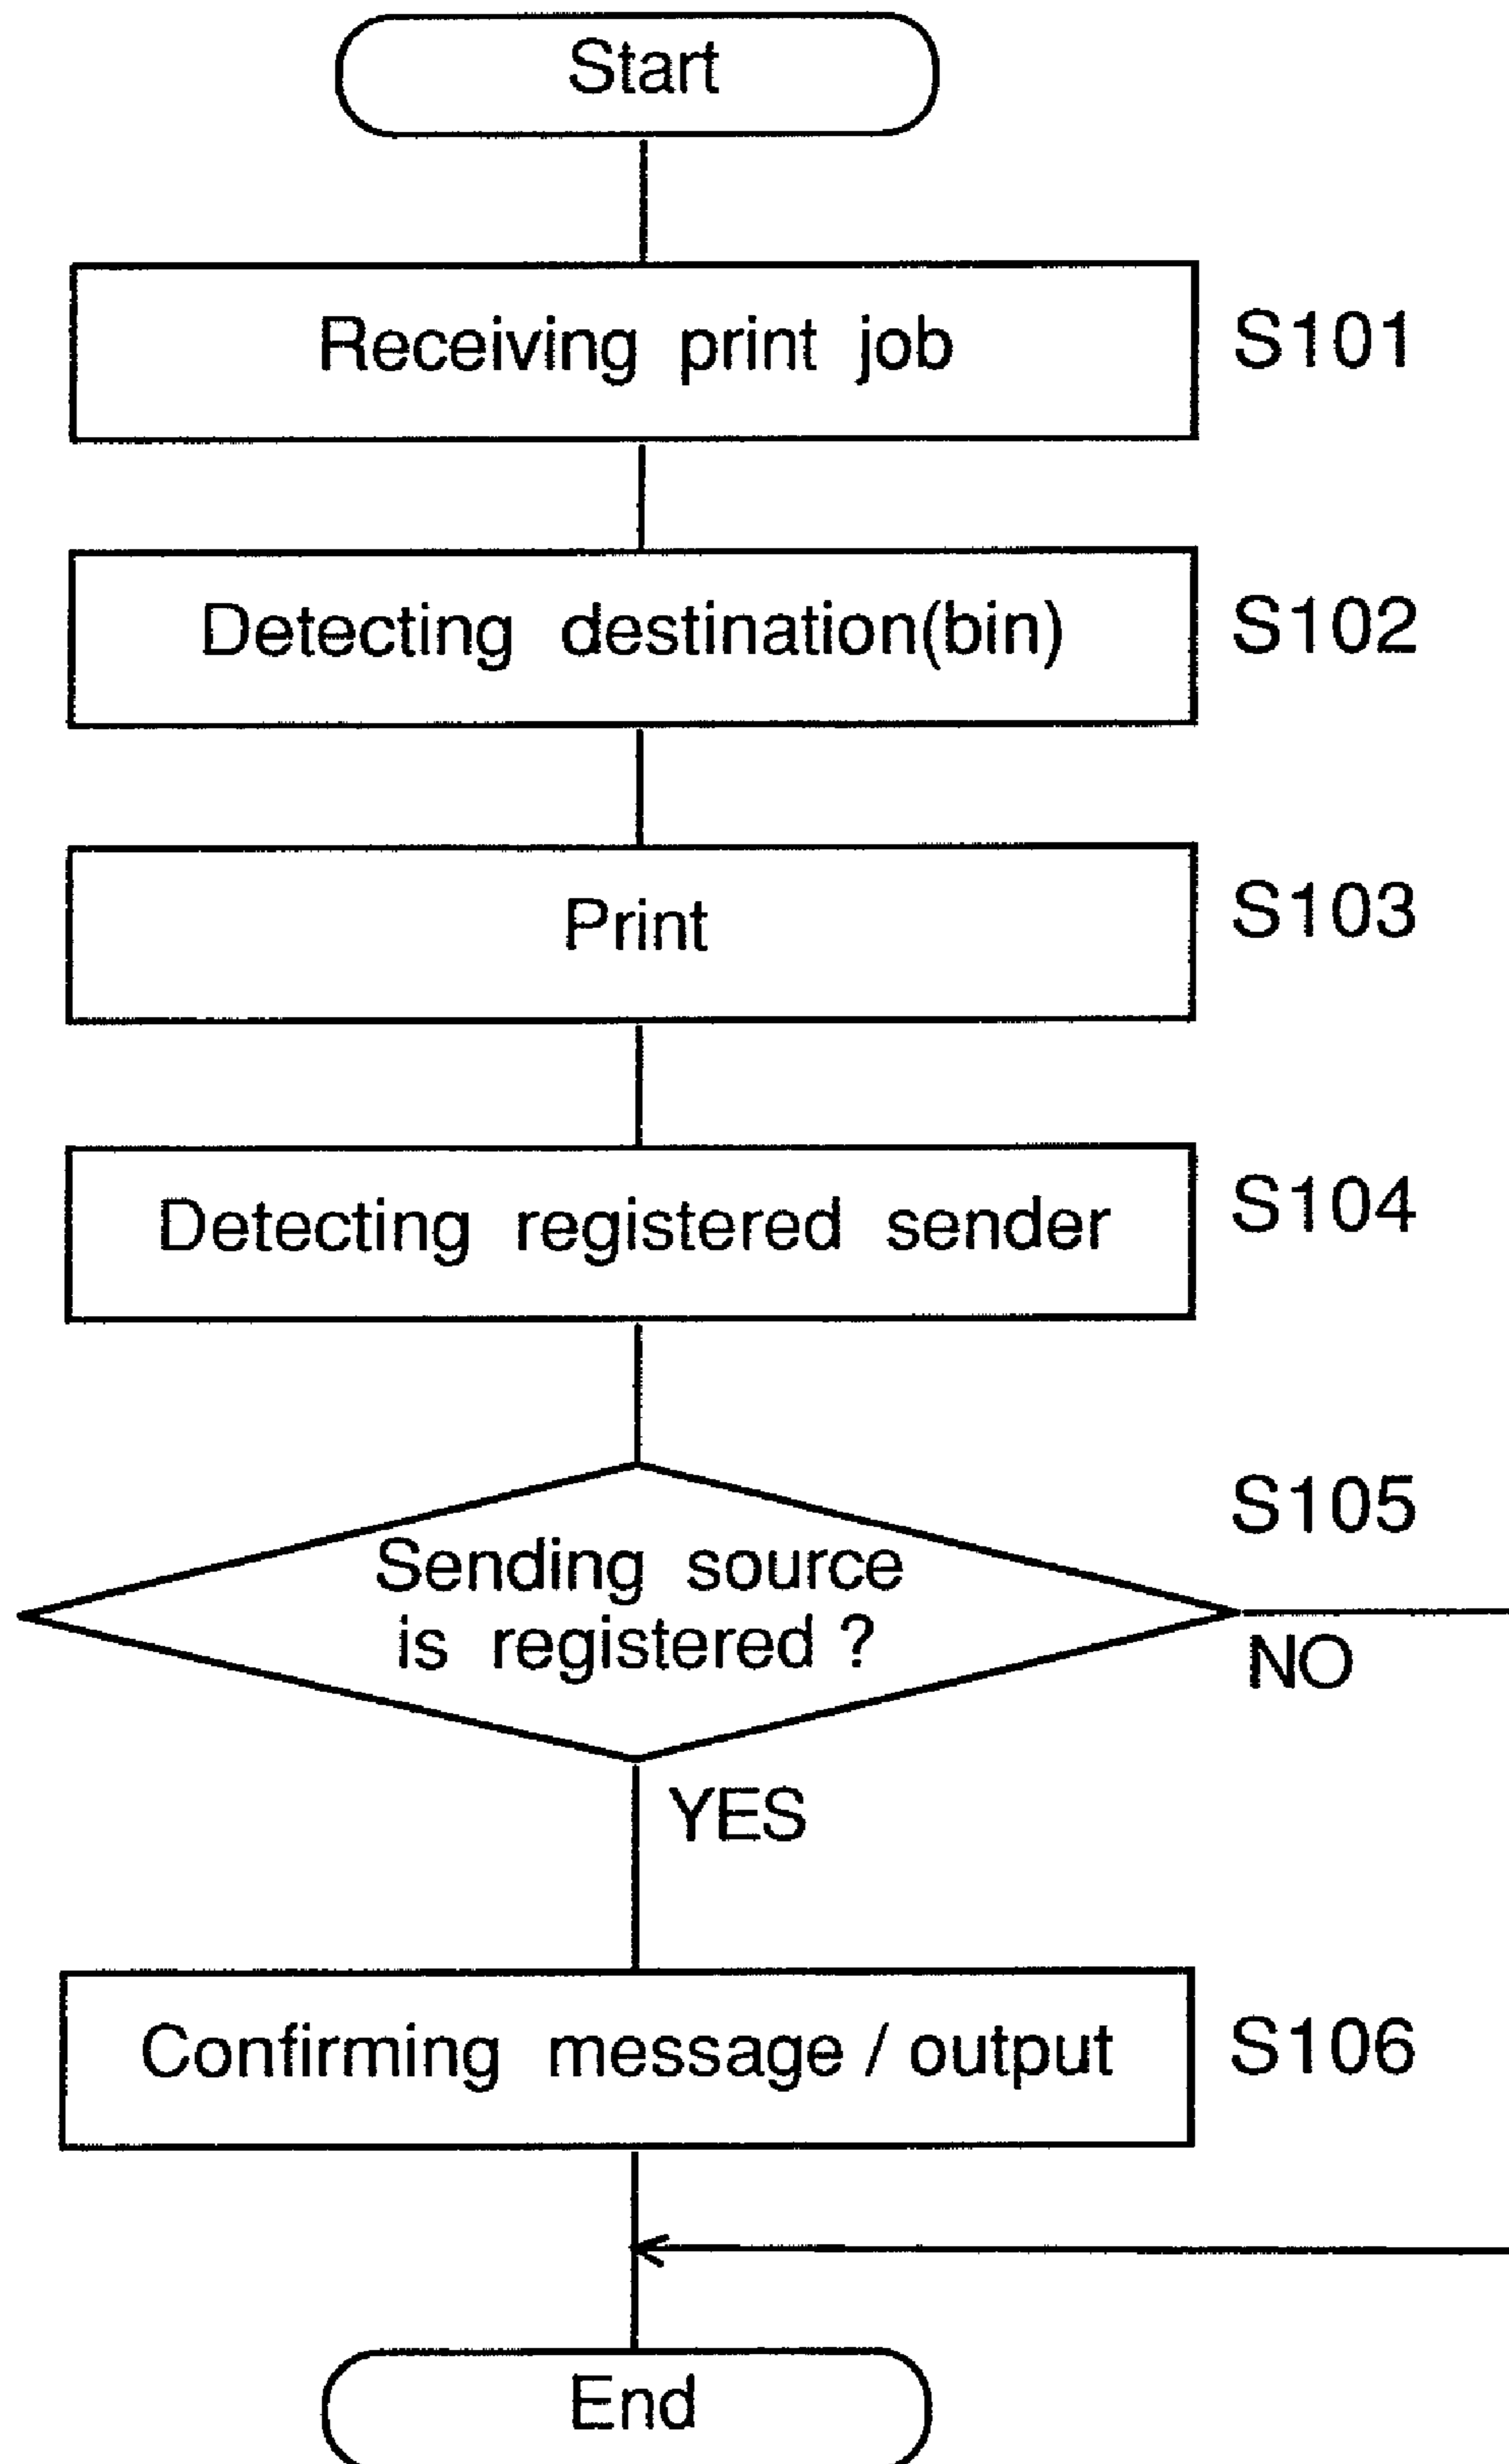 Start
Receiving print job S101
Detecting destination(bin) S102
Print S103
Detecting registered sender S104
S105
Sending source
is registered ?
NO
YES
Confirming message / output S106
End